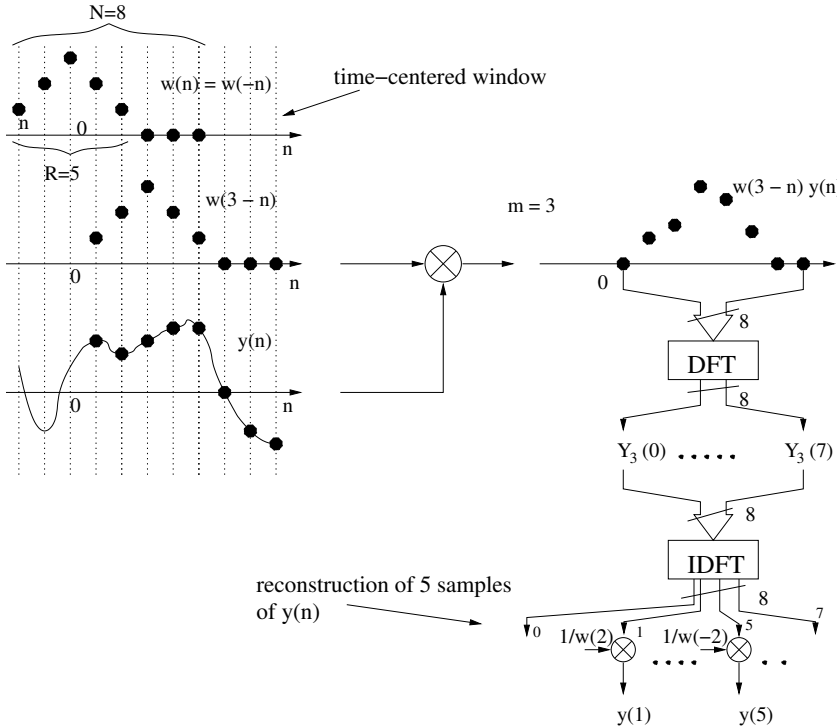 N=8
w(n) = w(-n)
time-centered window
n
0
n
R=5
w(3 - n)
m = 3
w(3 - n) y(n
0
n
0
8
y(n)
DFT
0
n
8
Y3 (0)
.....
Y3 (7)
8
IDFT
reconstruction of 5 samples
of y(n)
8
0
1
5
7
1/w(2)
1/w(-2)
....
. .
y(1)
y(5)